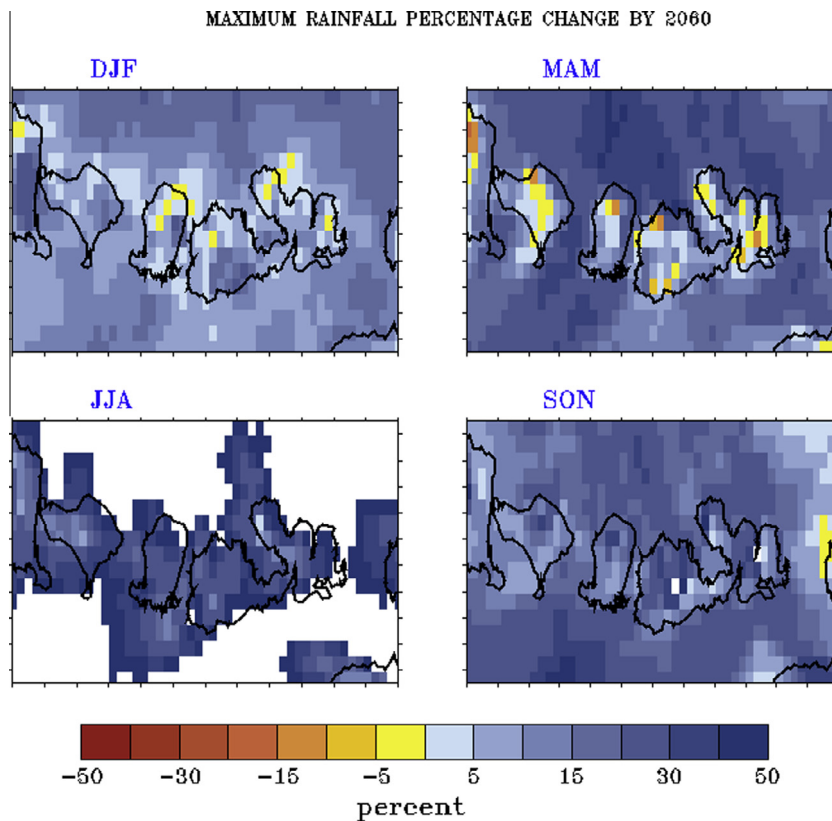 MAXIMUM RAINFALL PERCENTAGE CHANGE BY 2060
DJF
MAM
JJA
SON
-50 -30 -15 -5 5 15 30 50
percent